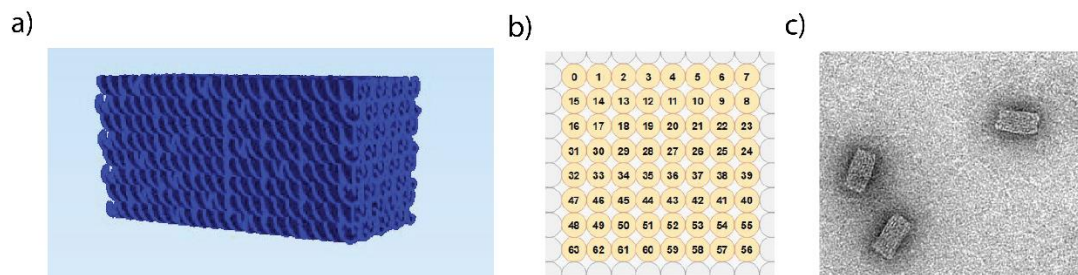 a)
b)
c)
0 1 2 3 4 5 6 7
15 14 13 12 11 10 9 8
16 17 18 19 20 21 22 23
31 30 29 28 27 26 25 24
32 33 34 35 36 37 38 39
47 46 45 44 43 42 41 40
48 49 50 51 52 53 54 55
63 62 61 60 59 58 57 56